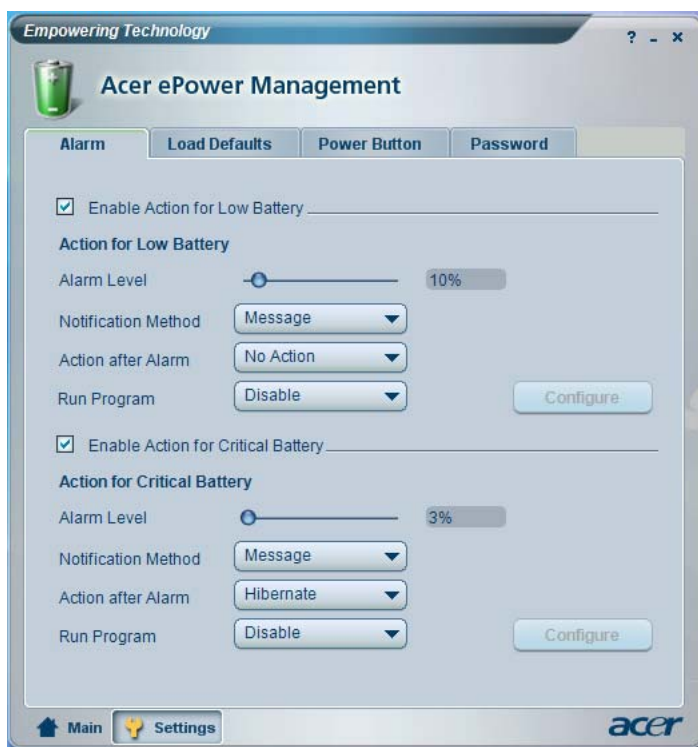 Empowering Technology
? - x
Acer ePower Management
Alarm Load Defaults Power Button Password
Enable Action for Low Battery
Action for Low Battery
Alarm Level 10%
Notification Method Message
Action after Alarm No Action
Run Program Disable Configure
Enable Action for Critical Battery
Action for Critical Battery
Alarm Level 3%
Notification Method Message
Action after Alarm Hibernate
Run Program Disable Configure
Main Settings acer